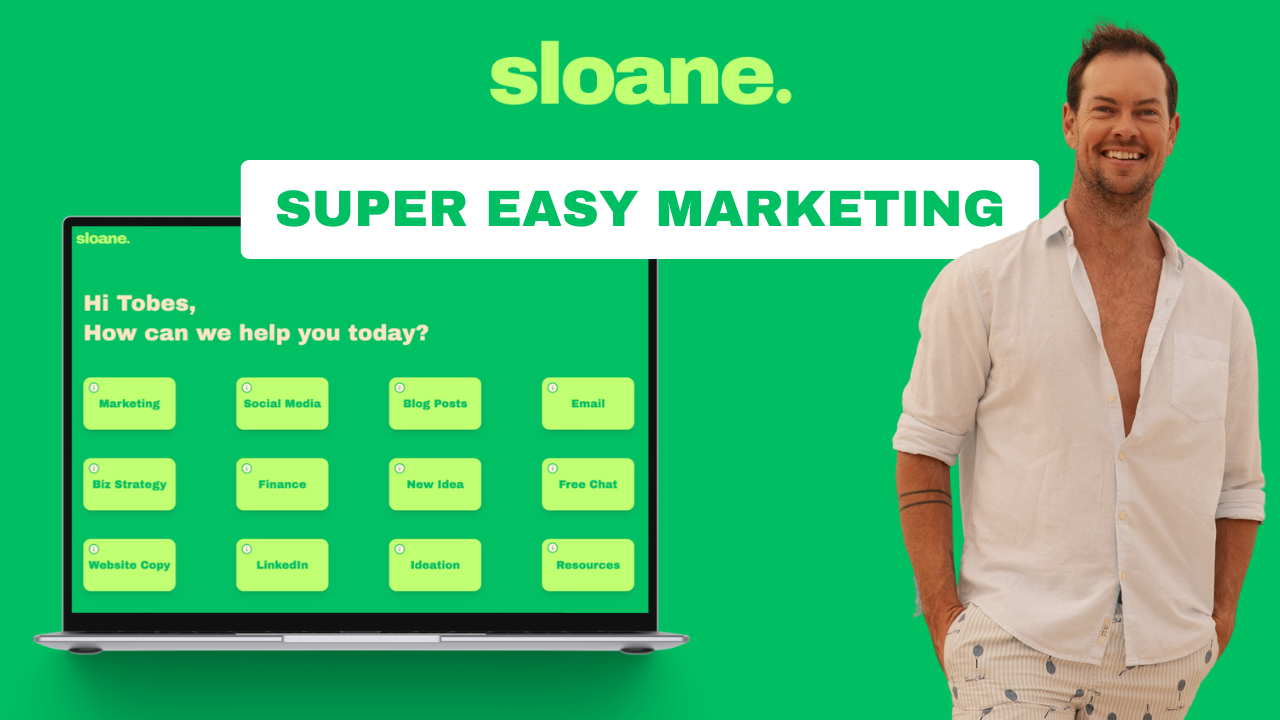 sloane.
SUPER EASY MARKETING
sloane.
Hi Tobes,
How can we help you today?
Marketing
Social Media
Blog Posts
Email
Biz Strategy
Finance
New Idea
Free Chat
Website Copy
LinkedIn
Ideation
Resources